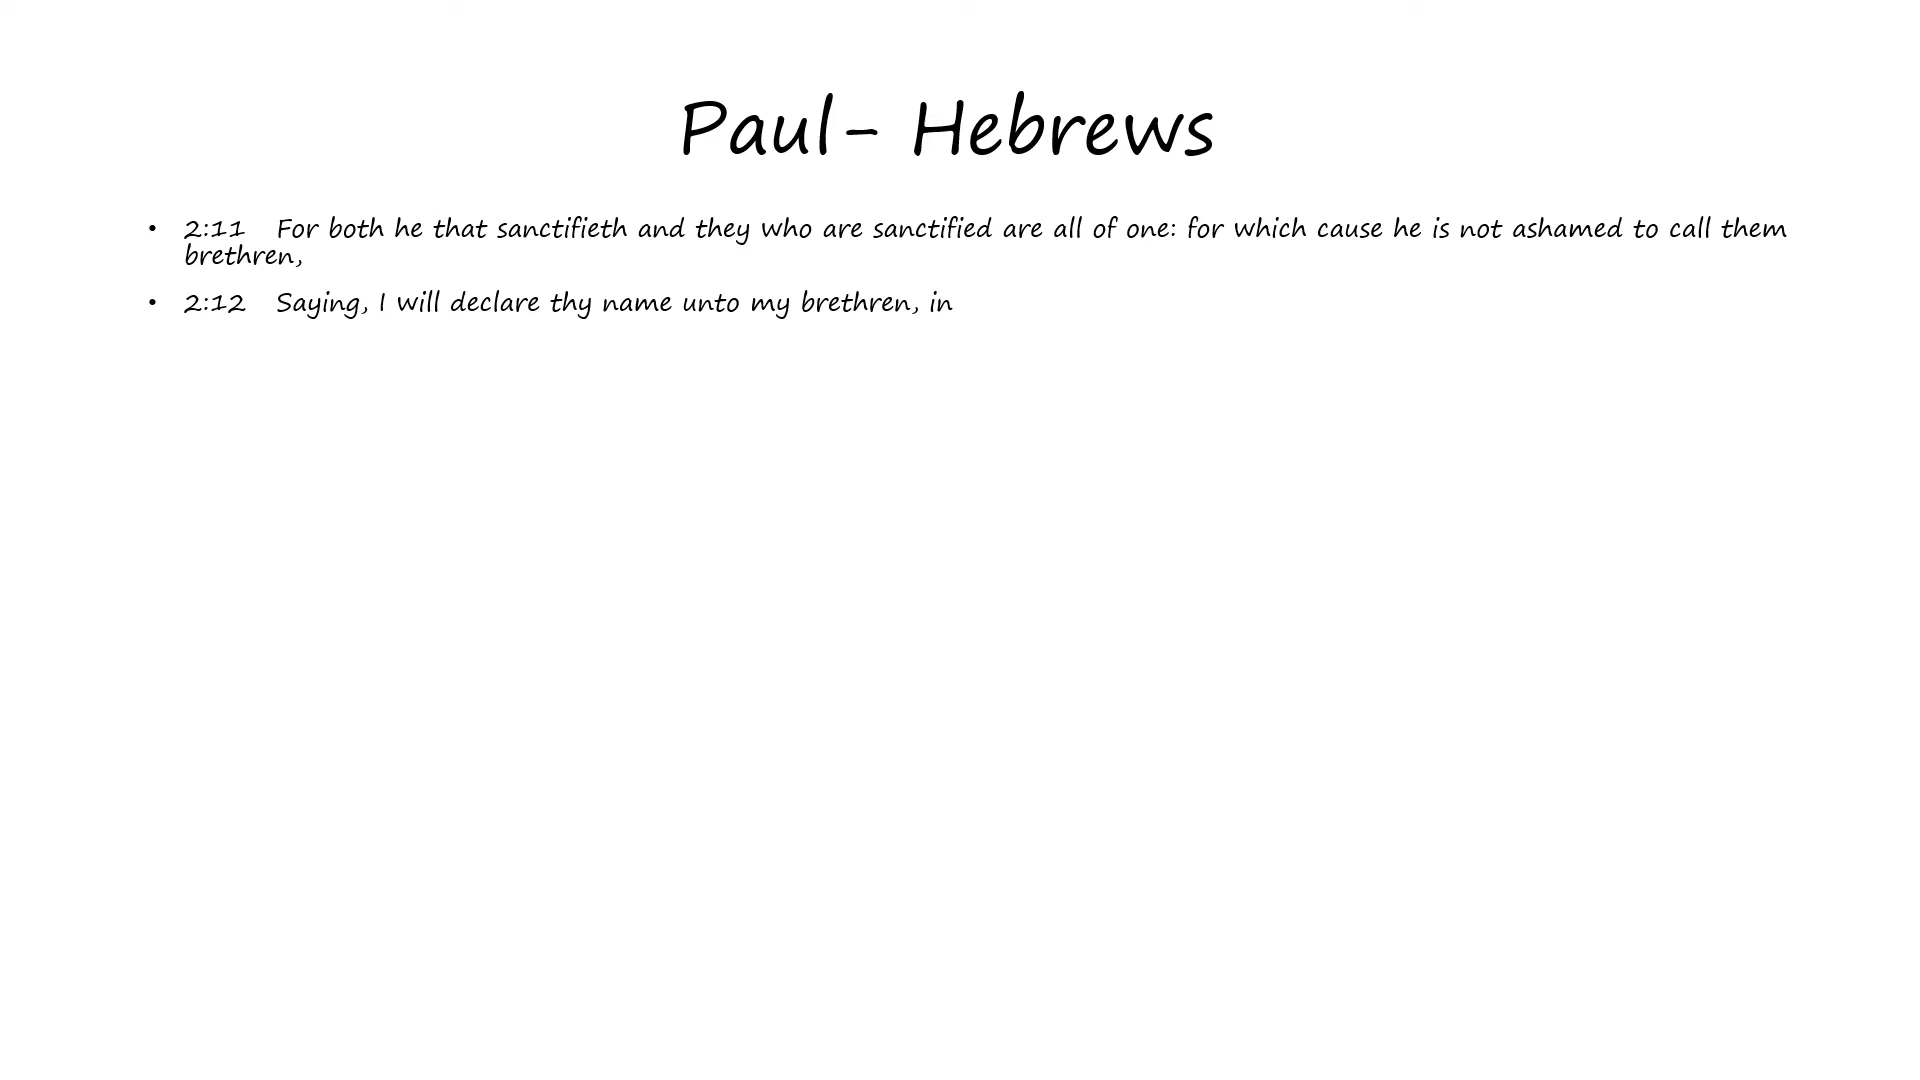 Paul- Hebrews
• 2:11 For both he that sanctifieth and they who are sanctified are all of one: for which cause he is not ashamed to call them
brethren,
• 2:12 Saying, I will declare thy name unto my brethren, in